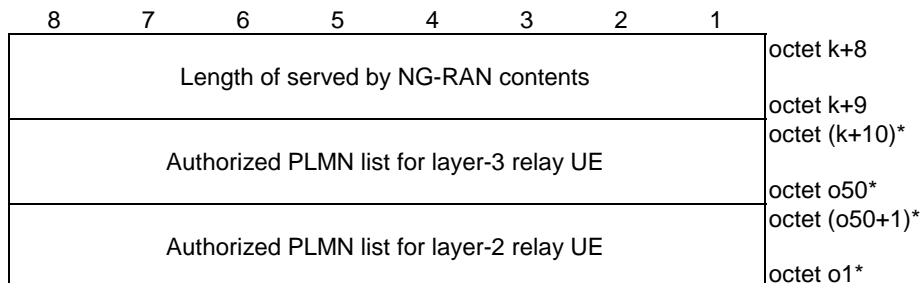 8 7 6 5 4 3 2 1
octet k+8
Length of served by NG-RAN contents
octet k+9
octet (k+10)*
Authorized PLMN list for layer-3 relay UE
octet o50*
octet (o50+1)*
Authorized PLMN list for layer-2 relay UE
octet o1*